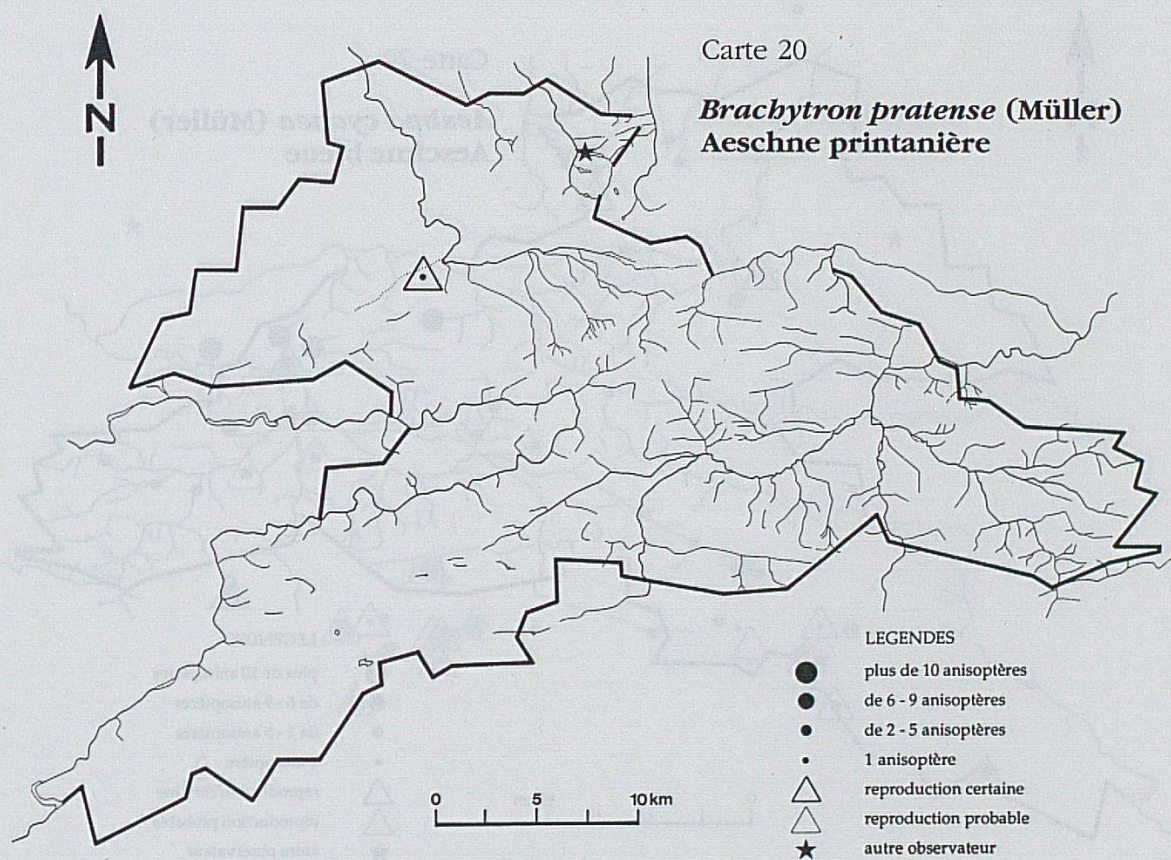 N
Carte 20
Brachytron pratense (Müller)
Aeschne printanière
LEGENDES
plus de 10 anisoptères
de 6 - 9 anisoptères
de 2 - 5 anisoptères
1 anisoptère
reproduction certaine
reproduction probable
autre observateur
0 5 10 km